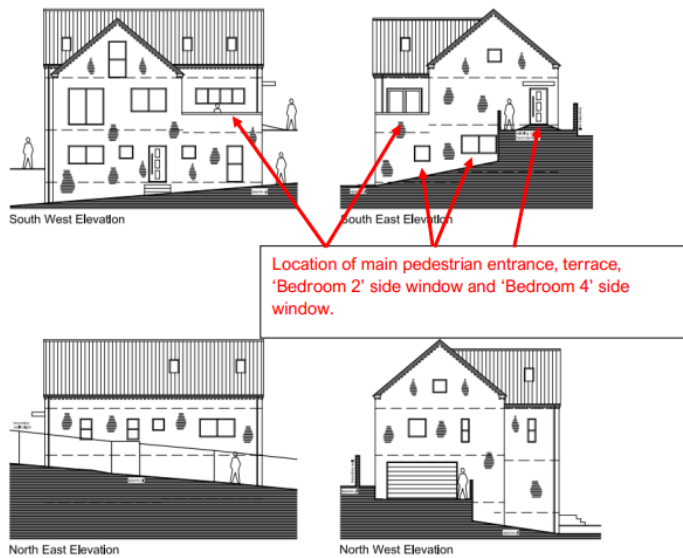 South West Elevation
South East Elevation
Location of main pedestrian entrance, terrace,
‘Bedroom 2’ side window and ‘Bedroom 4’ side
window.
North East Elevation
North West Elevation